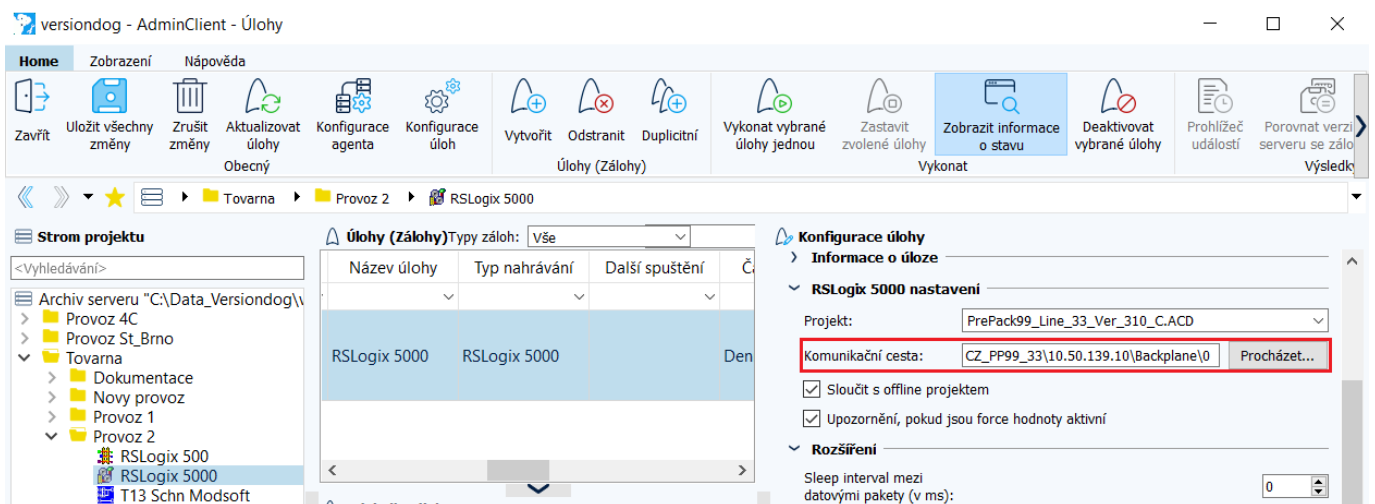 versiondog - AdminClient - Úlohy
Home Zobrazení Nápověda
Zavřít
Uložit všechny změny
Zrušit změny
Aktualizovat úlohy
Konfigurace agenta
Konfigurace úloh
Vytvořit
Odstranit
Duplicitní
Vykonat vybrané úlohy jednou
Zastavit zvolené úlohy
Zobrazit informace o stavu
Deaktivovat vybrané úlohy
Prohlížeč událostí
Porovnat verzi serveru se zálo
Obecný
Úlohy (Zálohy)
Vykonat
Výsledky
Tovarna Provoz 2 RSLogix 5000
Strom projektu
<Vyhledávání>
Archiv serveru "C:\Data_Versiondog\
Provoz 4C
Provoz St_Brno
Tovarna
Dokumentace
Novy provoz
Provoz 1
Provoz 2
RSLogix 500
RSLogix 5000
T13 Schn Modsoft
Úlohy (Zálohy)Typy záloh: Vše
Název úlohy Typ nahrávání Další spuštění
RSLogix 5000 RSLogix 5000 Den
Konfigurace úlohy
Informace o úloze
RSLogix 5000 nastavení
Projekt: PrePack99_Line_33_Ver_310_C.ACD
Komunikační cesta: CZ_PP99_33\10.50.139.10\Backplane\0 Procházet...
Sloučit s offline projektem
Upozornění, pokud jsou force hodnoty aktivní
Rozšíření
Sleep interval mezi
datovými pakety (v ms): 0